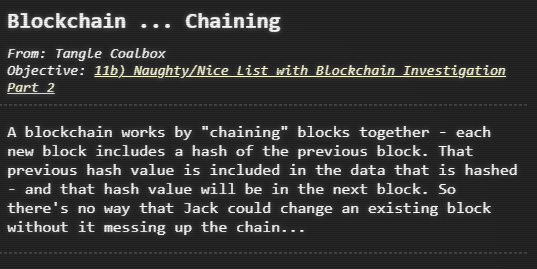 Blockchain ... Chaining
From: Tangle Coalbox
Objective: 11b) Naughty/Nice List with Blockchain Investigation
Part 2
A blockchain works by "chaining" blocks together - each
new block includes a hash of the previous block. That
previous hash value is included in the data that is hashed
- and that hash value will be in the next block. So
there's no way that Jack could change an existing block
without it messing up the chain...